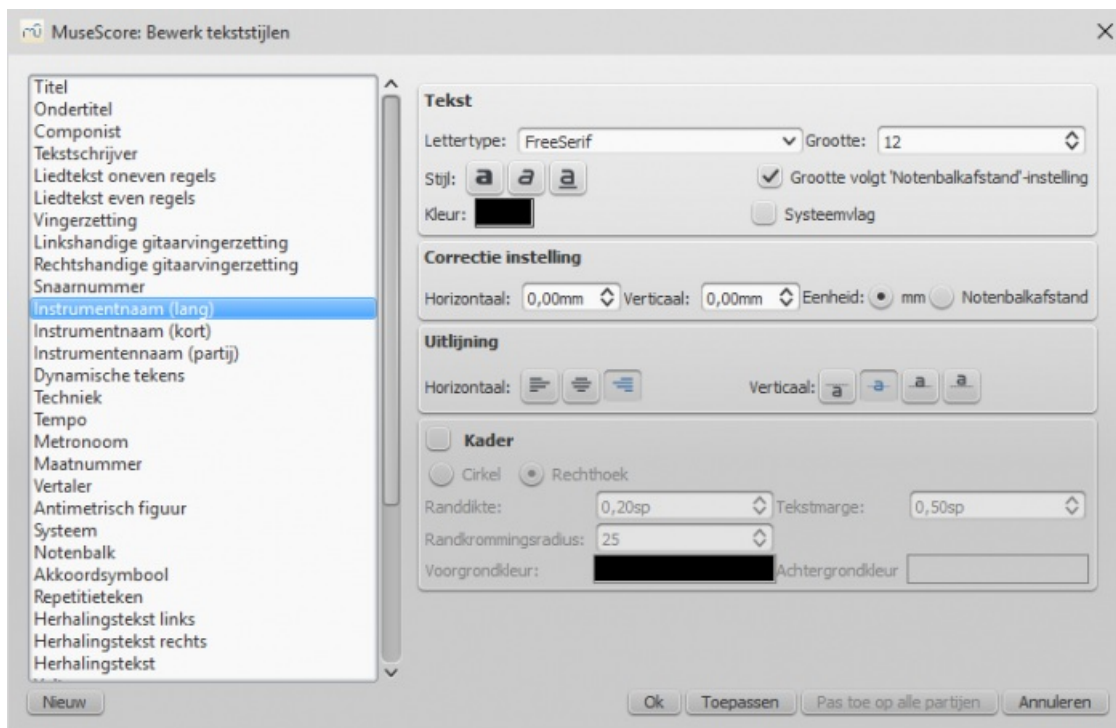 MuseScore: Bewerk tekststijlen
Titel
Ondertitel
Componist
Tekstschrijver
Liedtekst oneven regels
Liedtekst even regels
Vingerzetting
Linkshandige gitaarvingerzetting
Rechtshandige gitaarvingerzetting
Snaarnummer
Instrumentnaam (lang)
Instrumentnaam (kort)
Instrumentennaam (partij)
Dynamische tekens
Techniek
Tempo
Metronoom
Maatnummer
Vertaler
Antimetrisch figuur
Systeem
Notenbalk
Akkoordsymbool
Repetitieteken
Herhalingstekst links
Herhalingstekst rechts
Herhalingstekst
Nieuw
Tekst
Lettertype: FreeSerif Grootte: 12
Stijl: a a a Grootte volgt 'Notenbalkafstand'-instelling
Kleur: Systeemvlag
Correctie instelling
Horizontaal: 0,00mm Verticaal: 0,00mm Eenheid: mm Notenbalkafstand
Uitlijning
Horizontaal: Verticaal: a a a a
Kader
Cirkel Rechthoek
Randdikte: 0,20sp Tekstmarge: 0,50sp
Randkrommingsradius: 25
Voorgrondkleur: Achtergrondkleur
Ok Toepassen Pas toe op alle partijen Annuleren